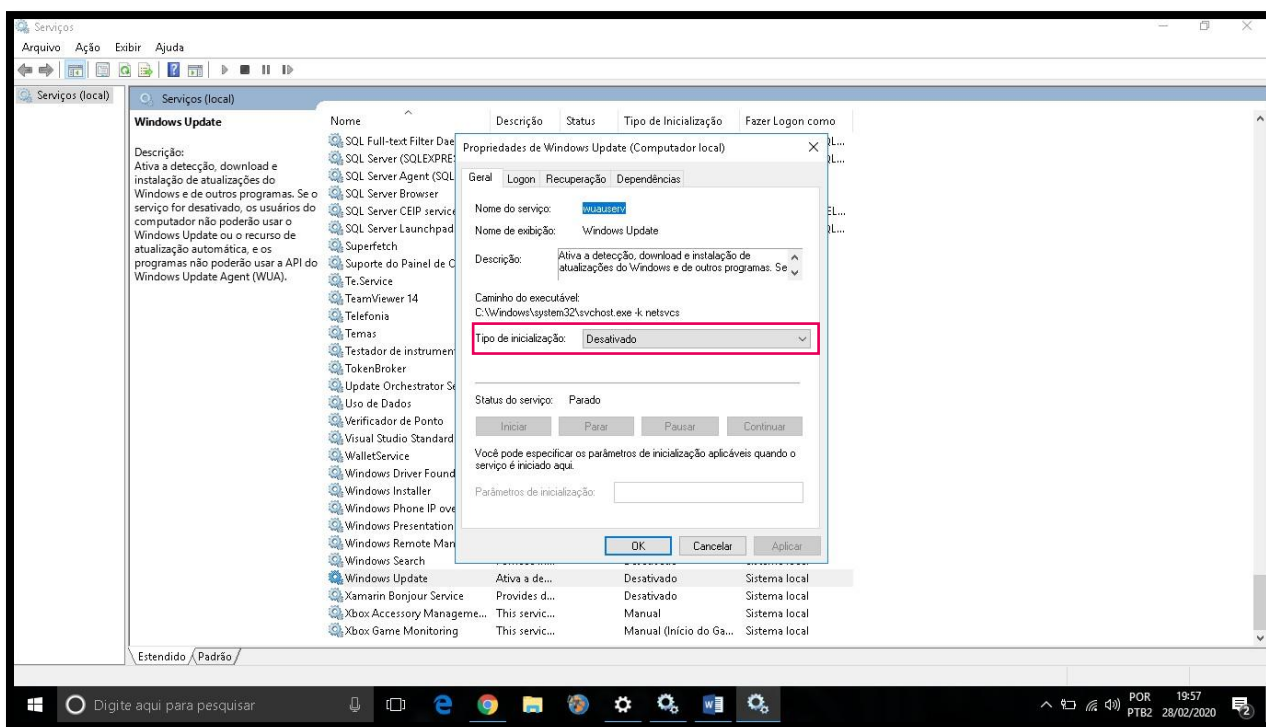 Serviços
Arquivo Ação Exibir Ajuda
Serviços (local)
Serviços (local)
Windows Update
Descrição:
Ativa a detecção, download e
instalação de atualizações do
Windows e de outros programas. Se o
serviço for desativado, os usuários do
computador não poderão usar o
Windows Update ou o recurso de
atualização automática, e os
programas não poderão usar a API do
Windows Update Agent (WUA).
Nome Descrição Status Tipo de Inicialização Fazer Logon como
SQL Full-text Filter Dae
SQL Server (SQLEXPRE
SQL Server Agent (SQL
SQL Server Browser
SQL Server CEIP service
SQL Server Launchpad
Superfetch
Suporte do Painel de C
Te.Service
TeamViewer 14
Telefonia
Temas
Testador de instrumen
TokenBroker
Update Orchestrator Se
Uso de Dados
Verificador de Ponto
Visual Studio Standard
WalletService
Windows Driver Found
Windows Installer
Windows Phone IP ove
Windows Presentation
Windows Remote Man
Windows Search
Windows Update Ativa a de... Desativado Sistema local
Xamarin Bonjour Service Provides d... Desativado Sistema local
Xbox Accessory Manageme... This servic... Manual Sistema local
Xbox Game Monitoring This servic... Manual (Início do Ga... Sistema local
Propriedades de Windows Update (Computador local)
Geral Logon Recuperação Dependências
Nome do serviço: wuauserv
Nome de exibição: Windows Update
Descrição: Ativa a detecção, download e instalação de
atualizações do Windows e de outros programas. Se
Caminho do executável:
C:\Windows\system32\svchost.exe -k netsvcs
Tipo de inicialização: Desativado
Status do serviço: Parado
Iniciar Parar Pausar Continuar
Você pode especificar os parâmetros de inicialização aplicáveis quando o
serviço é iniciado aqui.
Parâmetros de inicialização:
OK Cancelar Aplicar
Estendido Padrão
Digite aqui para pesquisar
POR 19:57
PTB2 28/02/2020